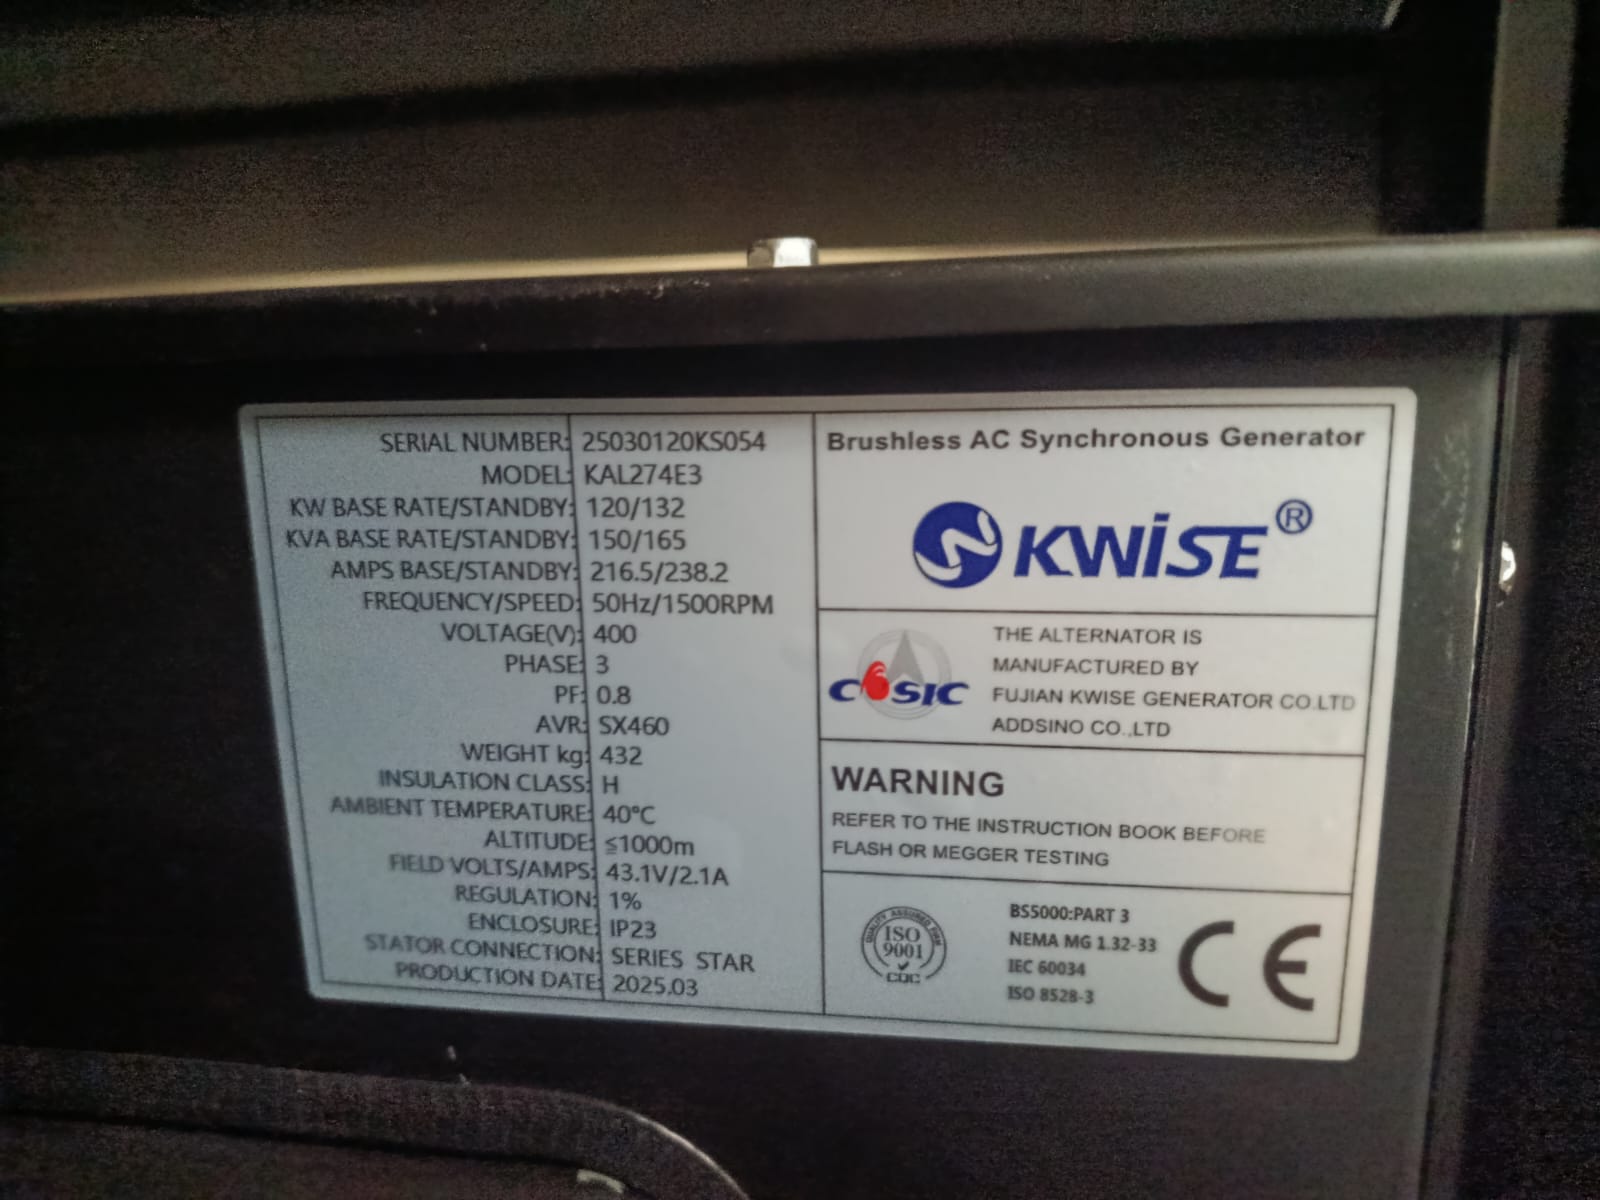 SERIAL NUMBER: 25030120KS054
MODEL: KAL274E3
KW BASE RATE/STANDBY: 120/132
KVA BASE RATE/STANDBY: 150/165
AMPS BASE/STANDBY: 216.5/238.2
FREQUENCY/SPEED: 50Hz/1500RPM
VOLTAGE(V): 400
PHASE: 3
PF: 0.8
AVR: SX460
WEIGHT kg: 432
INSULATION CLASS: H
AMBIENT TEMPERATURE: 40℃
ALTITUDE: ≦1000m
FIELD VOLTS/AMPS: 43.1V/2.1A
REGULATION: 1%
ENCLOSURE: IP23
STATOR CONNECTION: SERIES STAR
PRODUCTION DATE: 2025.03
Brushless AC Synchronous Generator
KWiSE®
COSIC
THE ALTERNATOR IS
MANUFACTURED BY
FUJIAN KWISE GENERATOR CO.LTD
ADDSINO CO.,LTD
WARNING
REFER TO THE INSTRUCTION BOOK BEFORE
FLASH OR MEGGER TESTING
QUALITY ASSURED FIRM
ISO
9001
CQC
BS5000:PART 3
NEMA MG 1.32-33
IEC 60034
ISO 8528-3
CE